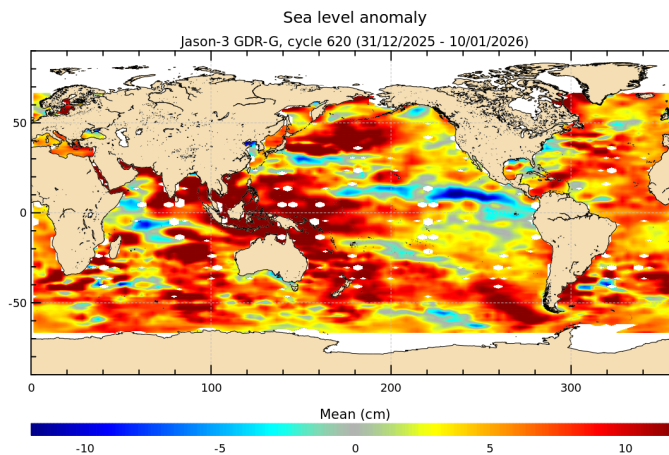 Sea level anomaly
Jason-3 GDR-G, cycle 620 (31/12/2025 - 10/01/2026)
50
0
-50
0 100 200 300
Mean (cm)
-10 -5 0 5 10